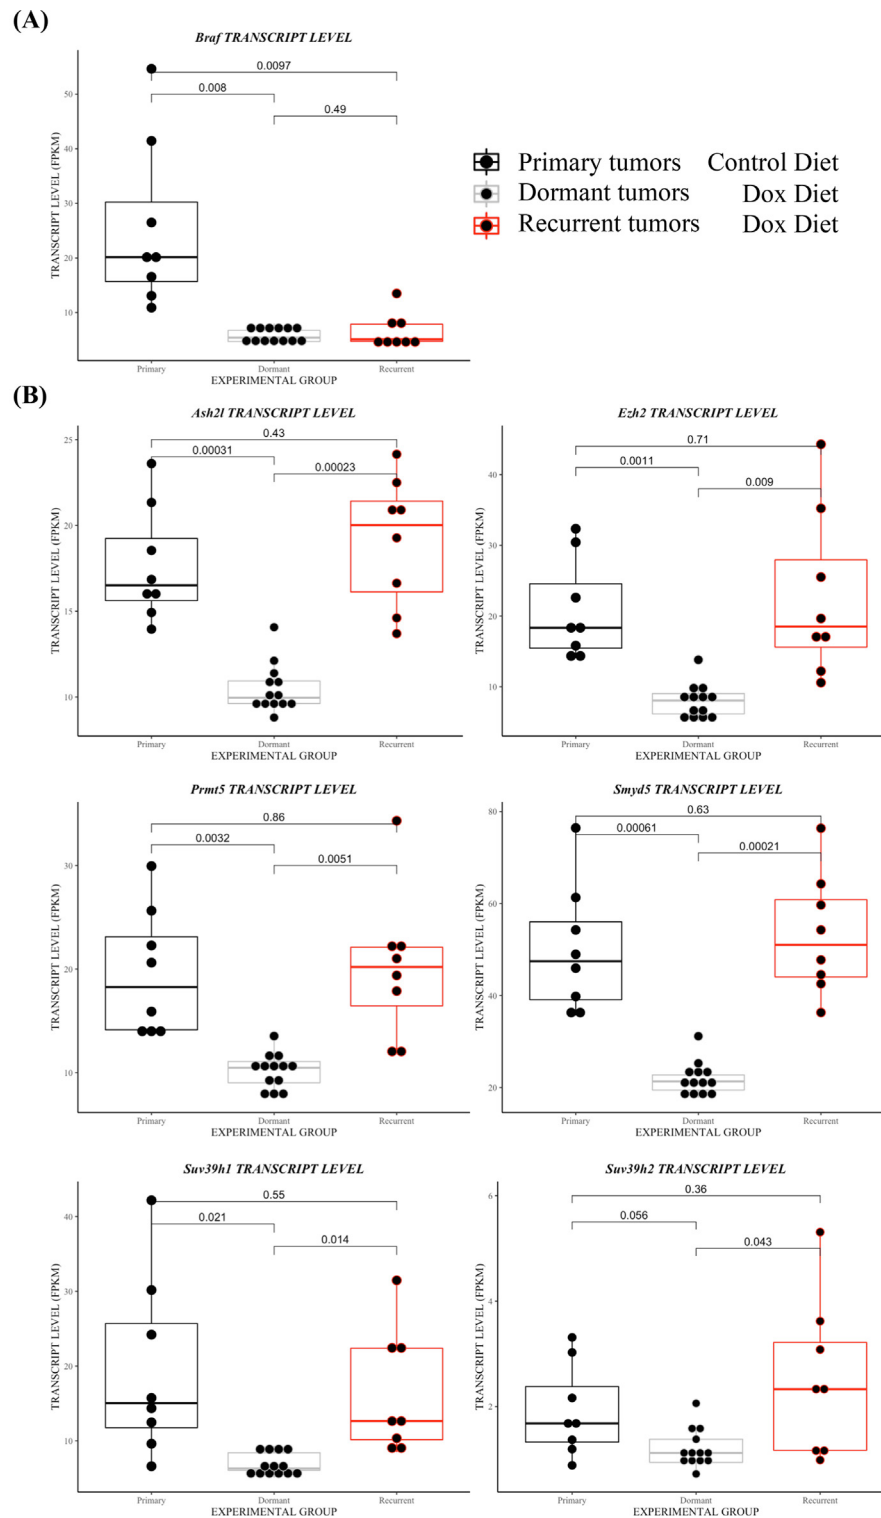 (A)
Braf TRANSCRIPT LEVEL
0.0097
0.008
0.49
50
40
30
20
10
TRANSCRIPT LEVEL (FPKM)
Primary
Dormant
Recurrent
EXPERIMENTAL GROUP
Primary tumors Control Diet
Dormant tumors Dox Diet
Recurrent tumors Dox Diet
(B)
Ash2l TRANSCRIPT LEVEL
0.43
0.00031
0.00023
25
20
15
10
TRANSCRIPT LEVEL (FPKM)
Primary
Dormant
Recurrent
EXPERIMENTAL GROUP
Ezh2 TRANSCRIPT LEVEL
0.71
0.0011
0.009
40
30
20
10
TRANSCRIPT LEVEL (FPKM)
Primary
Dormant
Recurrent
EXPERIMENTAL GROUP
Prmt5 TRANSCRIPT LEVEL
0.86
0.0032
0.0051
30
20
10
TRANSCRIPT LEVEL (FPKM)
Primary
Dormant
Recurrent
EXPERIMENTAL GROUP
Smyd5 TRANSCRIPT LEVEL
0.63
0.00061
0.00021
80
60
40
20
TRANSCRIPT LEVEL (FPKM)
Primary
Dormant
Recurrent
EXPERIMENTAL GROUP
Suv39h1 TRANSCRIPT LEVEL
0.55
0.021
0.014
40
30
20
10
TRANSCRIPT LEVEL (FPKM)
Primary
Dormant
Recurrent
EXPERIMENTAL GROUP
Suv39h2 TRANSCRIPT LEVEL
0.36
0.056
0.043
6
4
2
TRANSCRIPT LEVEL (FPKM)
Primary
Dormant
Recurrent
EXPERIMENTAL GROUP